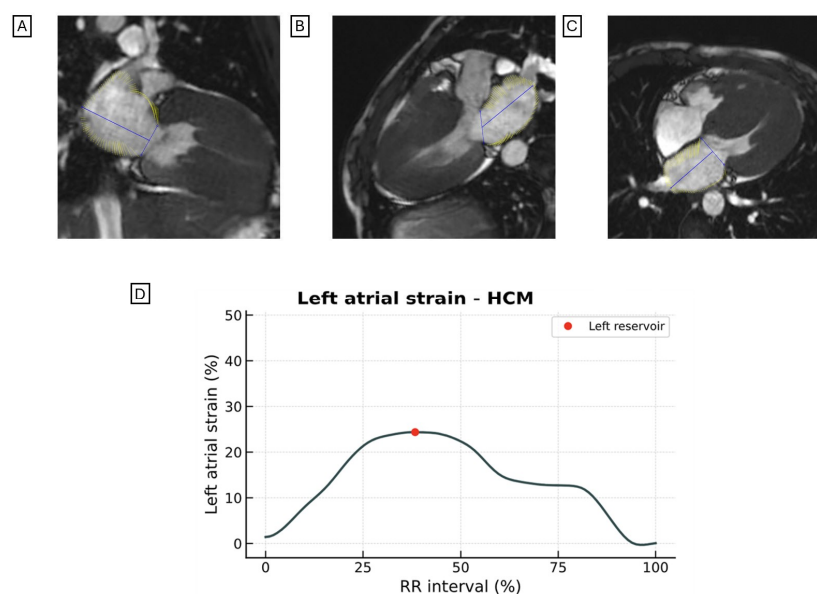 A
B
C
D
Left atrial strain - HCM
Left reservoir
Left atrial strain (%)
50
40
30
20
10
0
0 25 50 75 100
RR interval (%)